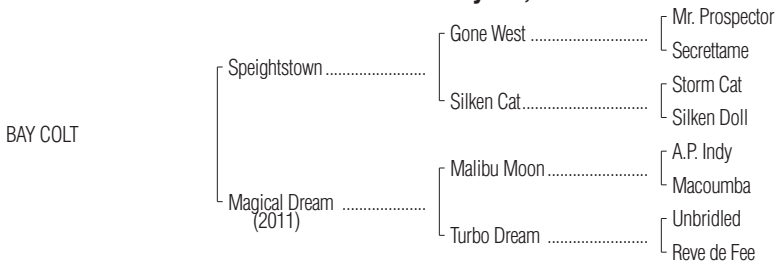 Mr. Prospector
Gone West ........................
Secrettame
Speightstown ........................
Storm Cat
Silken Cat..............................
Silken Doll
BAY COLT
A.P. Indy
Malibu Moon ........................
Macoumba
Magical Dream ....................
(2011)
Unbridled
Turbo Dream ........................
Reve de Fee